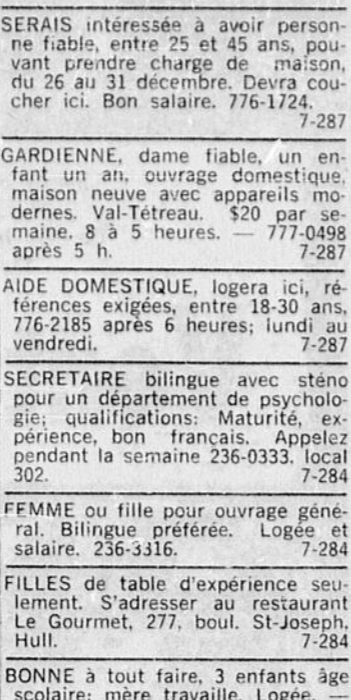 SERAIS intéressée à avoir person-
ne fiable, entre 25 et 45 ans, pou-
vant prendre charge de maison,
du 26 au 31 décembre. Devra cou-
cher ici. Bon salaire. 776-1724.
7-287
GARDIENNE, dame fiable, un en-
fant un an, ouvrage domestique,
maison neuve avec appareils mo-
dernes. Val-Tétreau. $20 par se-
maine, 8 à 5 heures. — 777-0498
après 5 h. 7-287
AIDE DOMESTIQUE, logera ici, ré-
férences exigées, entre 18-30 ans,
776-2185 après 6 heures; lundi au
vendredi. 7-287
SECRETAIRE bilingue avec sténo
pour un département de psycholo-
gie; qualifications: Maturité, ex-
périence, bon français. Appelez
pendant la semaine 236-0333, local
302. 7-284
FEMME ou fille pour ouvrage géné-
ral. Bilingue préférée. Logée et
salaire. 236-3316. 7-284
FILLES de table d'expérience seu-
lement. S'adresser au restaurant
Le Gourmet, 277, boul. St-Joseph,
Hull. 7-284
BONNE à tout faire, 3 enfants âge
scolaire; mère travaille. Logée, —